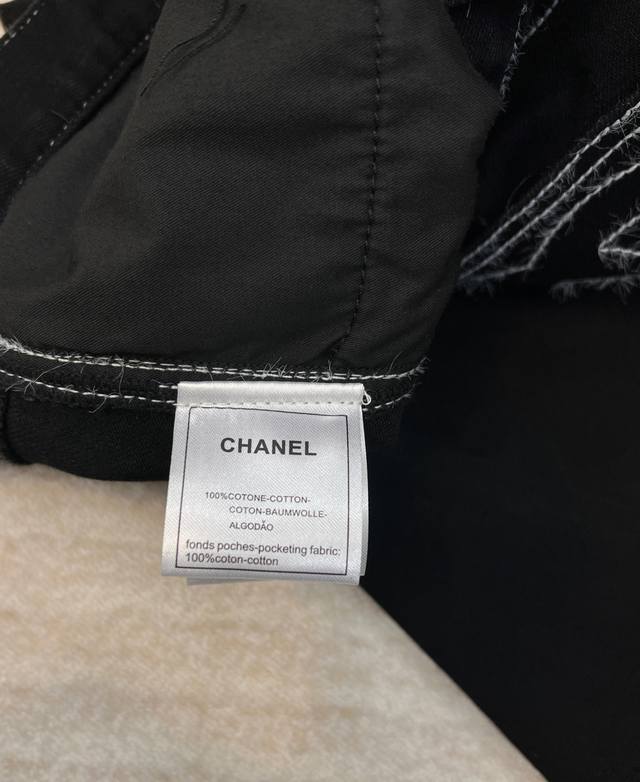 CHANEL
100%COTONE-COTTON-
COTON-BAUMWOLLE-
ALGODÃO
fonds poches-pocketing fabric:
100%coton-cotton